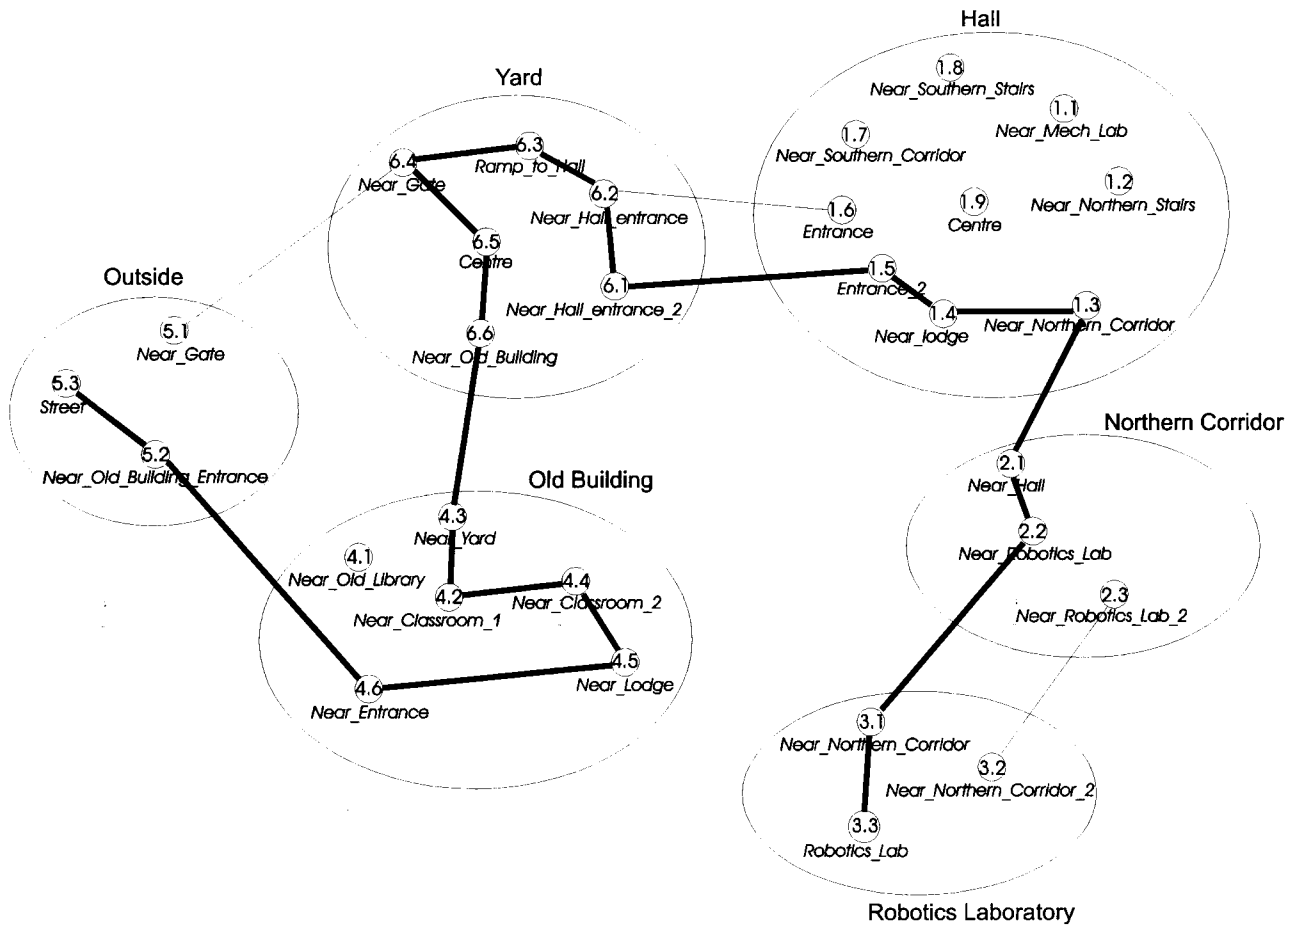 Hall
1.8
Near_Southern_Stairs
1.1
Near_Mech_Lab
1.7
Near_Southern_Corridor
1.2
Near_Northern_Stairs
1.9
Centre
1.6
Entrance
1.5
Entrance_2
1.4
Near_lodge
1.3
Near_Northern_Corridor
Yard
6.3
Ramp_to_Hall
6.4
Near_Gate
6.2
Near_Hall_entrance
6.5
Centre
6.1
Near_Hall_entrance_2
6.6
Near_Old_Building
Outside
5.1
Near_Gate
5.3
Street
5.2
Near_Old_Building_Entrance
Old Building
4.3
Near_Yard
4.1
Near_Old_Library
4.2
Near_Classroom_1
4.4
Near_Classroom_2
4.5
Near_Lodge
4.6
Near_Entrance
Northern Corridor
2.1
Near_Hall
2.2
Near_Robotics_Lab
2.3
Near_Robotics_Lab_2
3.1
Near_Northern_Corridor
3.2
Near_Northern_Corridor_2
3.3
Robotics_Lab
Robotics Laboratory